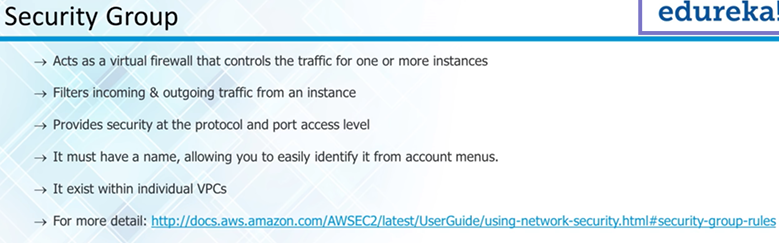 Security Group
edureka!
→ Acts as a virtual firewall that controls the traffic for one or more instances
→ Filters incoming & outgoing traffic from an instance
→ Provides security at the protocol and port access level
→ It must have a name, allowing you to easily identify it from account menus.
→ It exist within individual VPCs
→ For more detail: http://docs.aws.amazon.com/AWSEC2/latest/UserGuide/using-network-security.html#security-group-rules